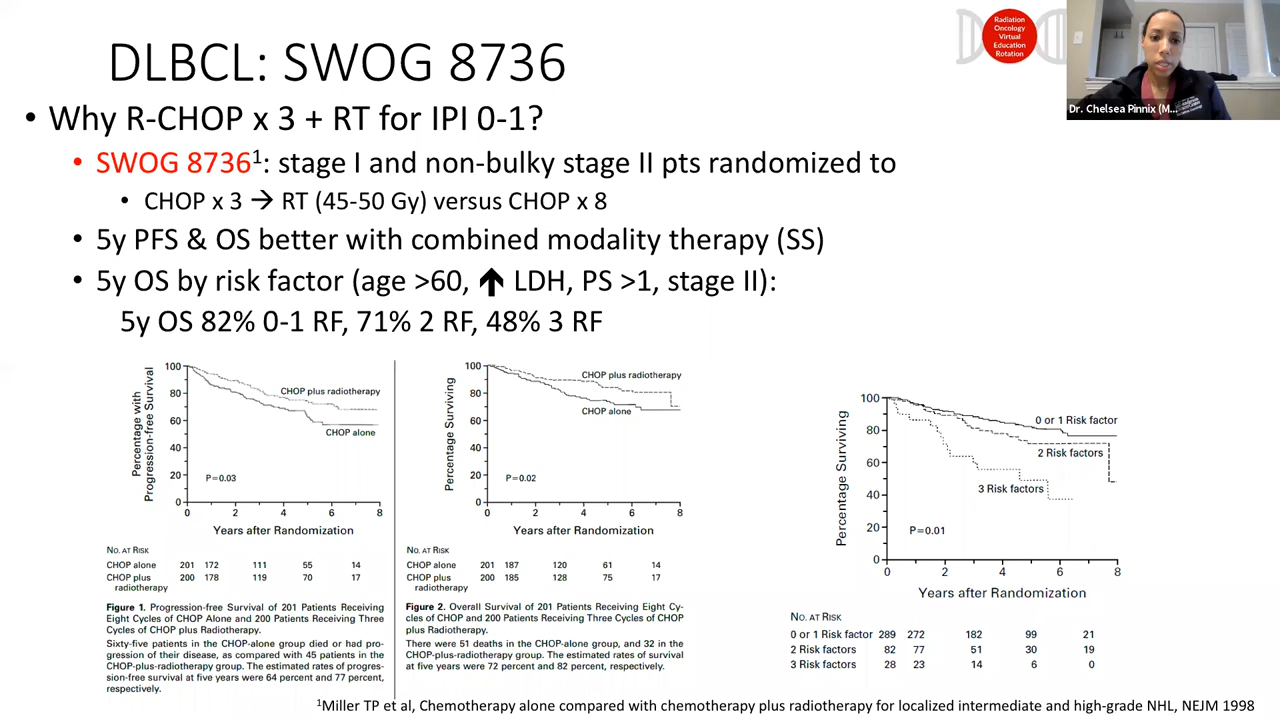 DLBCL: SWOG 8736
Radiation
Oncology
Virtual
Education
Rotation
Dr. Chelsea Pinnix (M...
• Why R-CHOP x 3 + RT for IPI 0-1?
• SWOG 8736¹: stage I and non-bulky stage II pts randomized to
• CHOP x 3 → RT (45-50 Gy) versus CHOP x 8
• 5y PFS & OS better with combined modality therapy (SS)
• 5y OS by risk factor (age >60, ↑ LDH, PS >1, stage II):
5y OS 82% 0-1 RF, 71% 2 RF, 48% 3 RF
Percentage with
Progression-free Survival
100
80
60
40
20
0
CHOP plus radiotherapy
CHOP alone
P=0.03
0 2 4 6 8
Years after Randomization
No. at Risk
CHOP alone 201 172 111 55 14
CHOP plus 200 178 119 70 17
radiotherapy
Figure 1. Progression-free Survival of 201 Patients Receiving
Eight Cycles of CHOP Alone and 200 Patients Receiving Three
Cycles of CHOP plus Radiotherapy.
Sixty-five patients in the CHOP-alone group died or had pro-
gression of their disease, as compared with 45 patients in the
CHOP-plus-radiotherapy group. The estimated rates of progres-
sion-free survival at five years were 64 percent and 77 percent,
respectively.
Percentage Surviving
100
80
60
40
20
0
CHOP plus radiotherapy
CHOP alone
P=0.02
0 2 4 6 8
Years after Randomization
No. at Risk
CHOP alone 201 187 120 61 14
CHOP plus 200 185 128 75 17
radiotherapy
Figure 2. Overall Survival of 201 Patients Receiving Eight Cy-
cles of CHOP and 200 Patients Receiving Three Cycles of CHOP
plus Radiotherapy.
There were 51 deaths in the CHOP-alone group, and 32 in the
CHOP-plus-radiotherapy group. The estimated rates of survival
at five years were 72 percent and 82 percent, respectively.
Percentage Surviving
100
80
60
40
20
0
0 or 1 Risk factor
2 Risk factors
3 Risk factors
P=0.01
0 2 4 6 8
Years after Randomization
No. at Risk
0 or 1 Risk factor 289 272 182 99 21
2 Risk factors 82 77 51 30 19
3 Risk factors 28 23 14 6 0
¹Miller TP et al, Chemotherapy alone compared with chemotherapy plus radiotherapy for localized intermediate and high-grade NHL, NEJM 1998